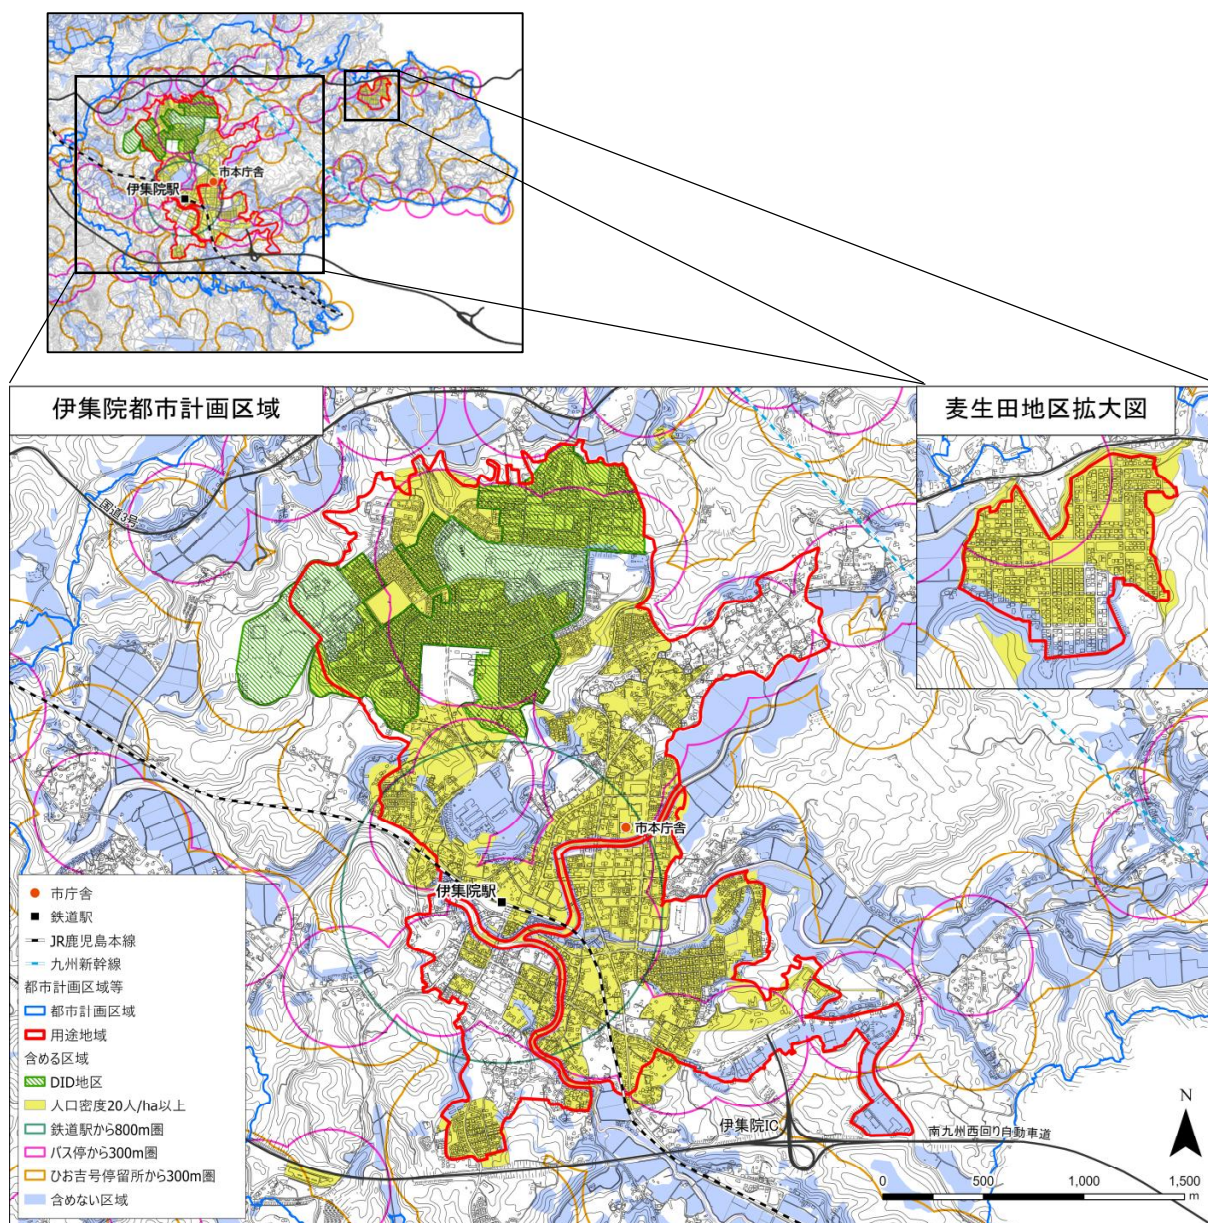 市本庁舎
伊集院駅
伊集院都市計画区域
麦生田地区拡大図
国道3号
市本庁舎
伊集院駅
市庁舎
鉄道駅
JR鹿児島本線
九州新幹線
都市計画区域等
都市計画区域
用途地域
含める区域
DID地区
人口密度20人/ha以上
鉄道駅から800m圏
バス停から300m圏
ひお吉号停留所から300m圏
含めない区域
伊集院IC
南九州西回り自動車道
N
0 500 1,000 1,500
m